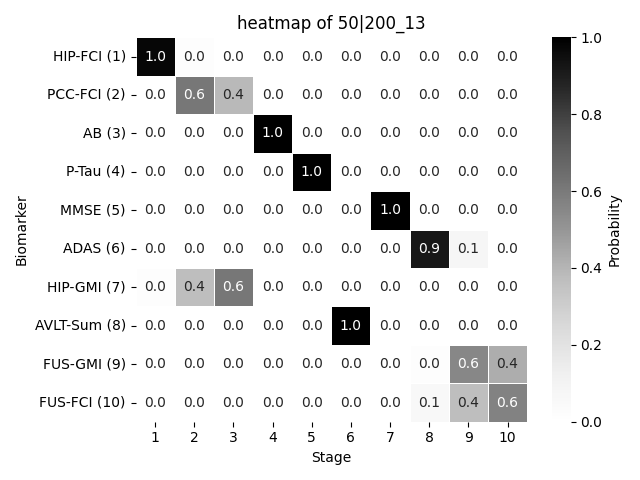 heatmap of 50|200_13
HIP-FCI (1) 1.0 0.0 0.0 0.0 0.0 0.0 0.0 0.0 0.0 0.0
PCC-FCI (2) 0.0 0.6 0.4 0.0 0.0 0.0 0.0 0.0 0.0 0.0
AB (3) 0.0 0.0 0.0 1.0 0.0 0.0 0.0 0.0 0.0 0.0
P-Tau (4) 0.0 0.0 0.0 0.0 1.0 0.0 0.0 0.0 0.0 0.0
MMSE (5) 0.0 0.0 0.0 0.0 0.0 0.0 1.0 0.0 0.0 0.0
ADAS (6) 0.0 0.0 0.0 0.0 0.0 0.0 0.0 0.9 0.1 0.0
HIP-GMI (7) 0.0 0.4 0.6 0.0 0.0 0.0 0.0 0.0 0.0 0.0
AVLT-Sum (8) 0.0 0.0 0.0 0.0 0.0 1.0 0.0 0.0 0.0 0.0
FUS-GMI (9) 0.0 0.0 0.0 0.0 0.0 0.0 0.0 0.0 0.6 0.4
FUS-FCI (10) 0.0 0.0 0.0 0.0 0.0 0.0 0.0 0.1 0.4 0.6
1 2 3 4 5 6 7 8 9 10
Stage
Biomarker
1.0
0.8
0.6
0.4
0.2
0.0
Probability